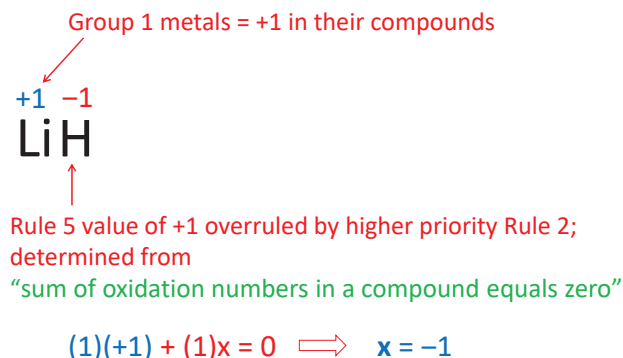 Group 1 metals = +1 in their compounds
+1 –1
LiH
Rule 5 value of +1 overruled by higher priority Rule 2;
determined from
“sum of oxidation numbers in a compound equals zero”
(1)(+1) + (1)x = 0 ⇨ x = –1